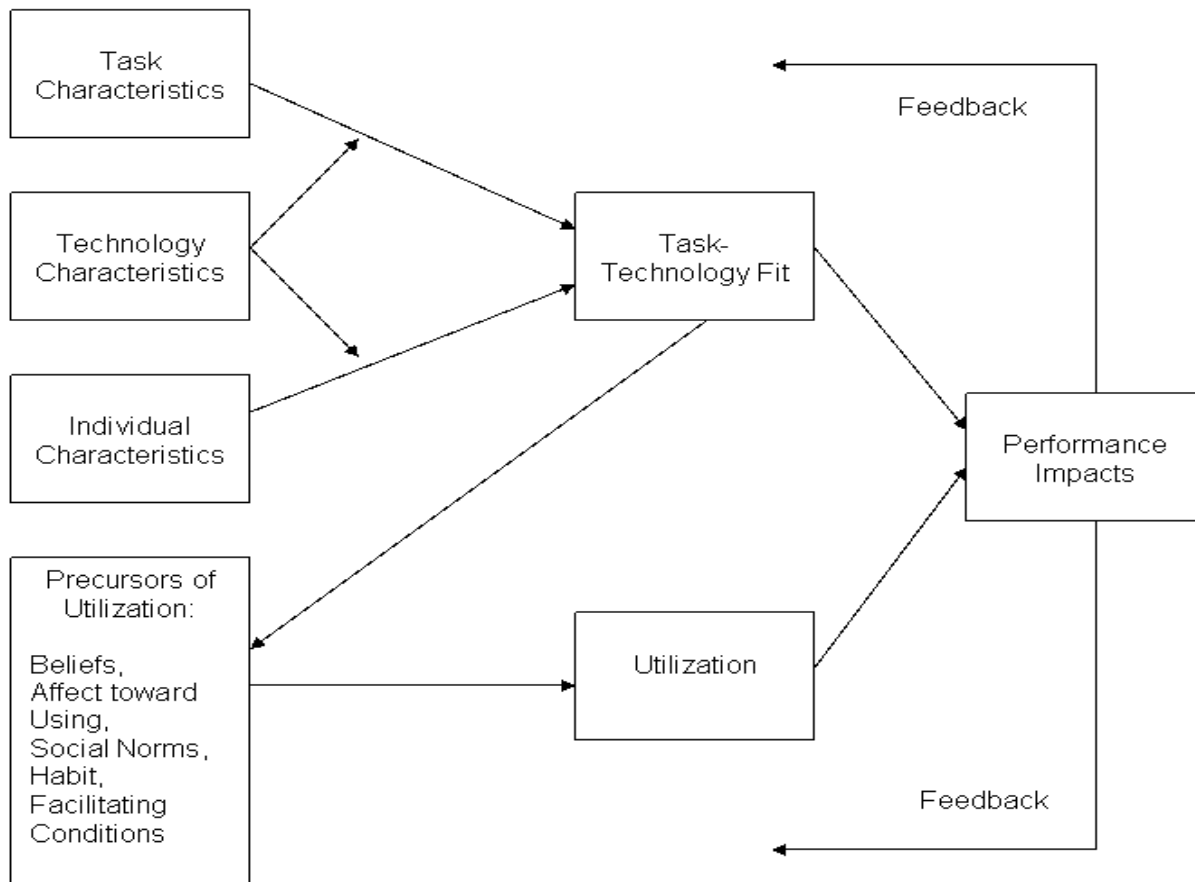 Task
Characteristics
Feedback
Technology
Characteristics
Task-
Technology Fit
Individual
Characteristics
Performance
Impacts
Precursors of
Utilization:
Beliefs,
Affect toward
Using,
Social Norms,
Habit,
Facilitating
Conditions
Utilization
Feedback